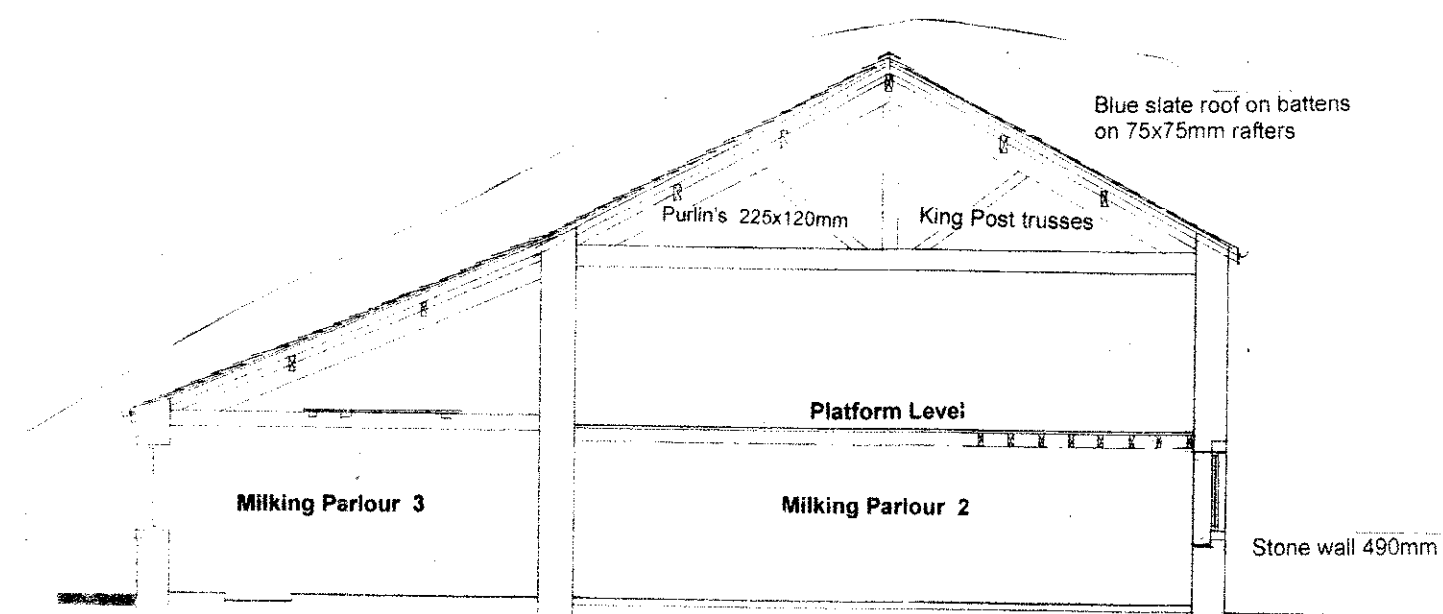 Blue slate roof on battens
on 75x75mm rafters
Purlin's 225x120mm
King Post trusses
Platform Level
Milking Parlour 3
Milking Parlour 2
Stone wall 490mm